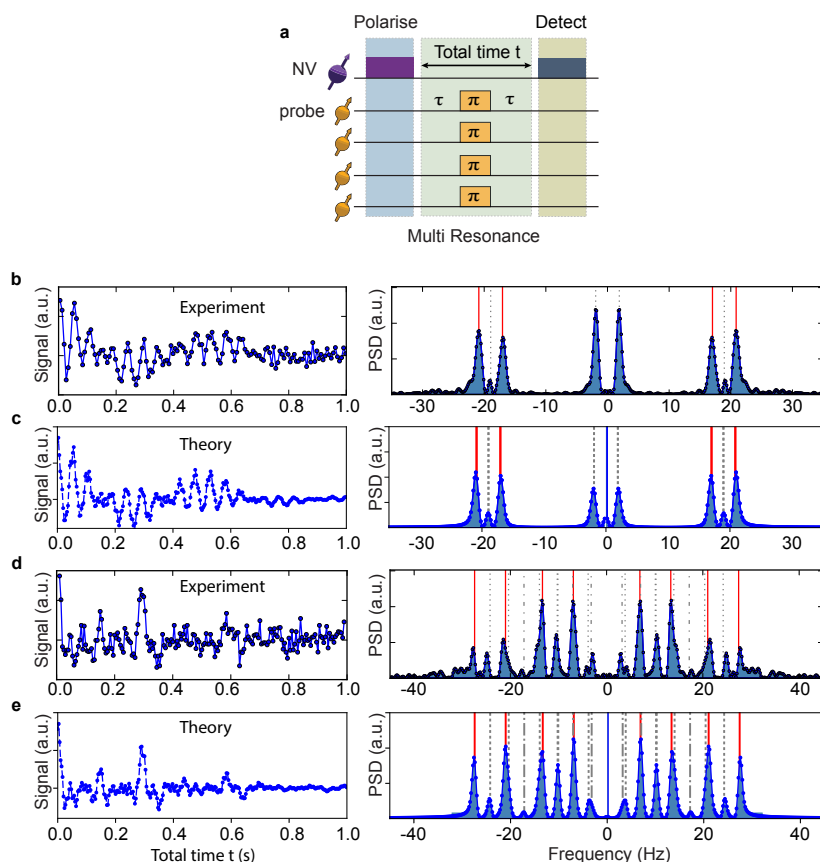 a
Polarise
Detect
NV
Total time t
probe
τ
π
τ
π
π
π
Multi Resonance
b
Signal (a.u.)
Experiment
0.0 0.2 0.4 0.6 0.8 1.0
PSD (a.u.)
-30 -20 -10 0 10 20 30
c
Signal (a.u.)
Theory
0.0 0.2 0.4 0.6 0.8 1.0
PSD (a.u.)
-30 -20 -10 0 10 20 30
d
Signal (a.u.)
Experiment
0.0 0.2 0.4 0.6 0.8 1.0
PSD (a.u.)
-40 -20 0 20 40
e
Signal (a.u.)
Theory
0.0 0.2 0.4 0.6 0.8 1.0
Total time t (s)
PSD (a.u.)
-40 -20 0 20 40
Frequency (Hz)